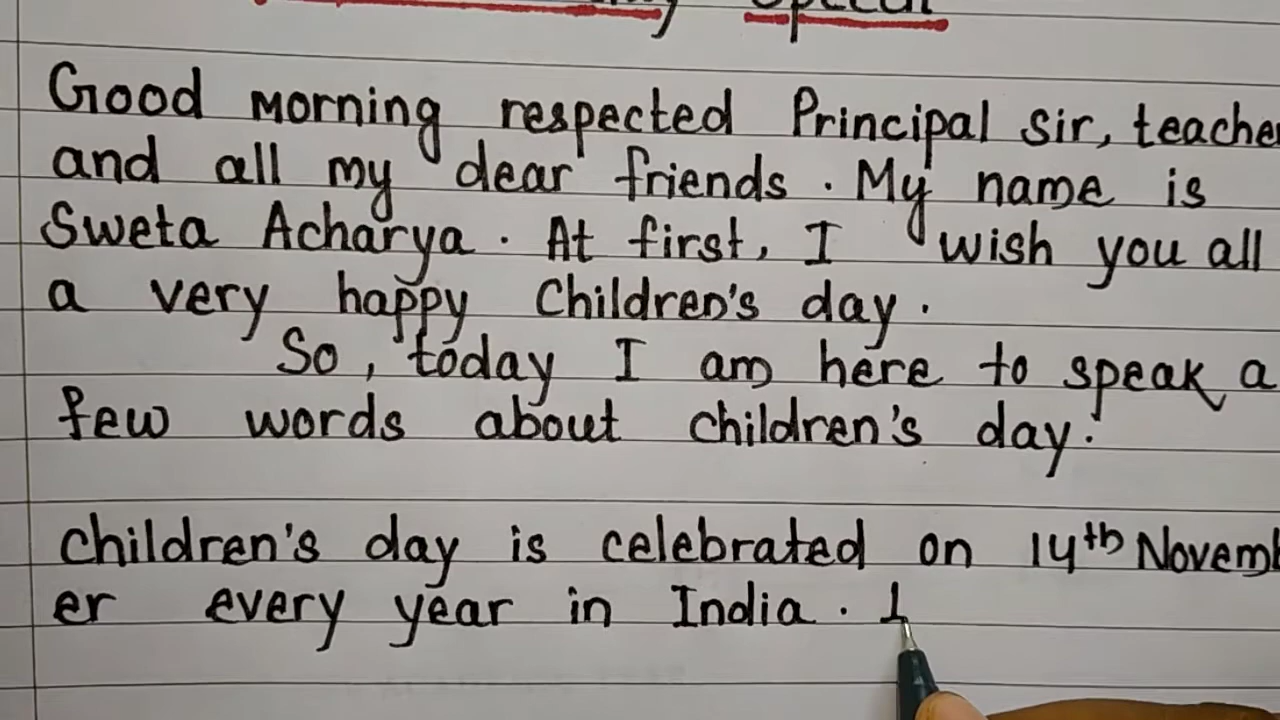 Good morning respected Principal Sir, teache
and all my dear friends. My name is
Sweta Acharya. At first, I wish you all
a very happy Children's day.
So, today I am here to speak a
few words about children's day.
children's day is celebrated on 14th Novemb
er every year in India. 1